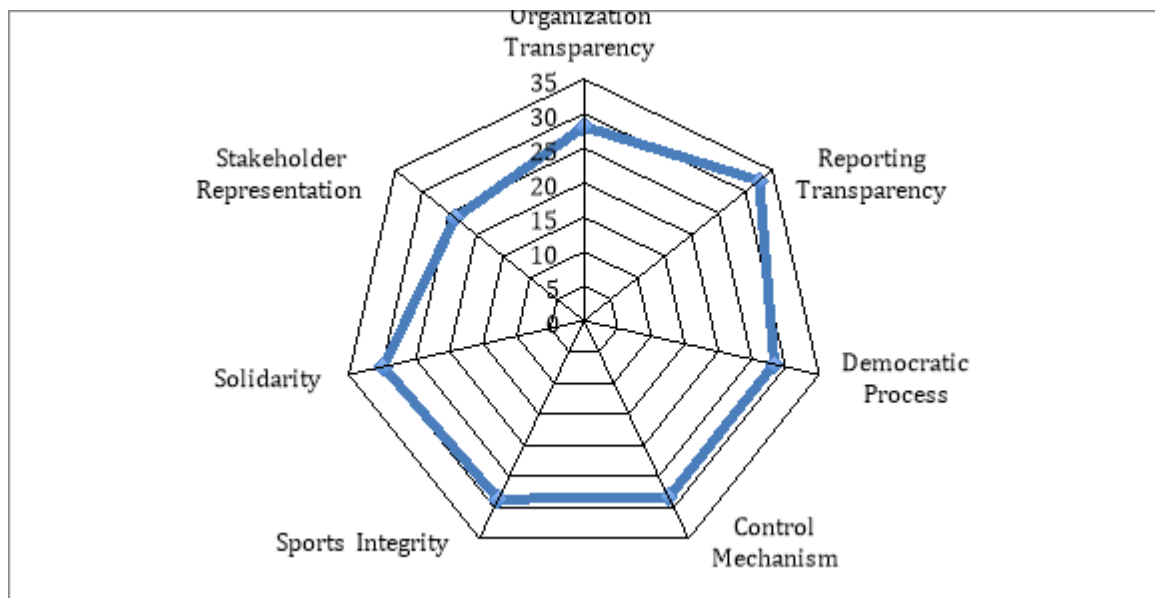 Organization
Transparency
35
30
25
20
15
10
5
0
Reporting
Transparency
Democratic
Process
Control
Mechanism
Sports Integrity
Solidarity
Stakeholder
Representation